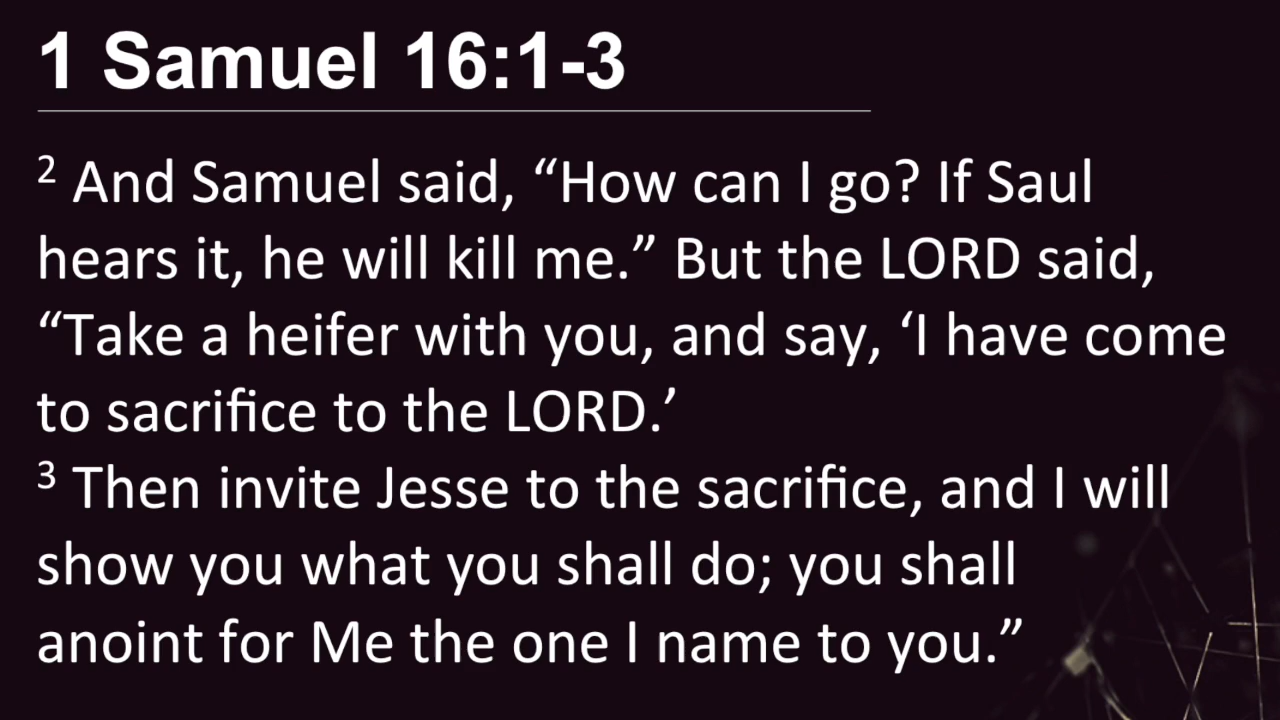 1 Samuel 16:1-3
² And Samuel said, “How can I go? If Saul
hears it, he will kill me.” But the LORD said,
“Take a heifer with you, and say, ‘I have come
to sacrifice to the LORD.’
³ Then invite Jesse to the sacrifice, and I will
show you what you shall do; you shall
anoint for Me the one I name to you.”